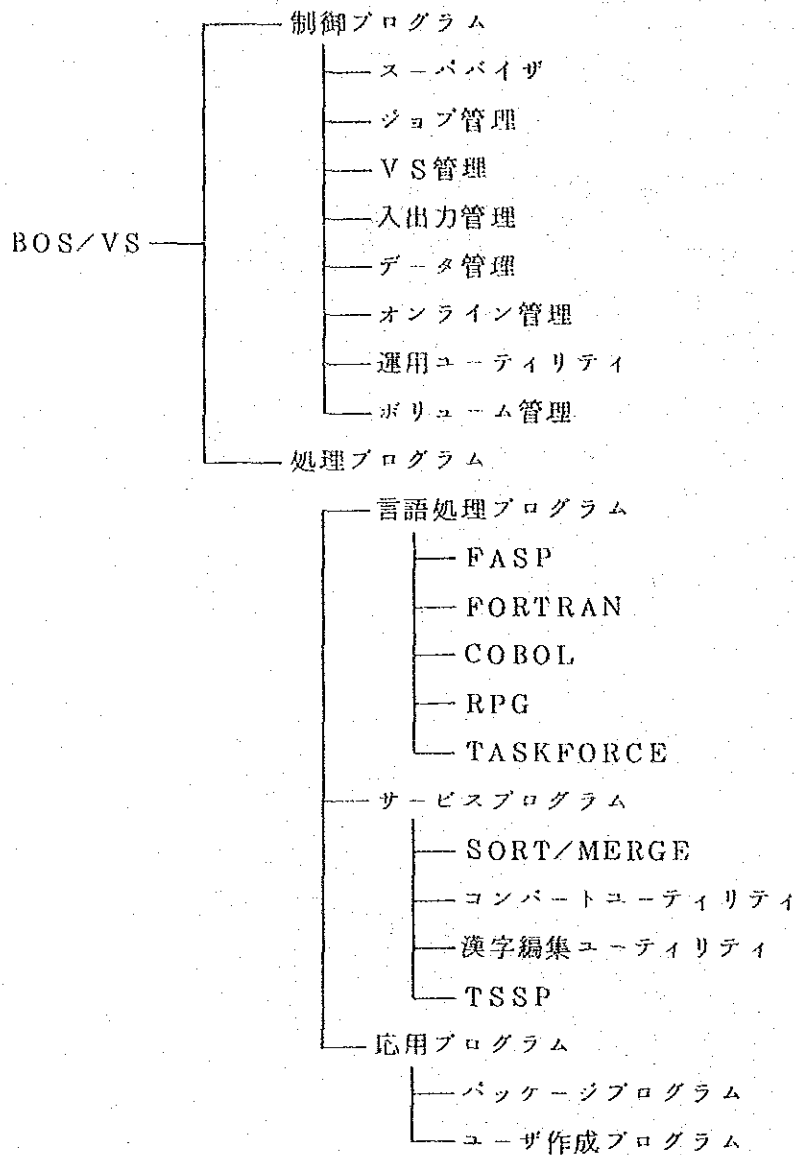 制御プログラム
スーパバイザ
ジョブ管理
VS管理
入出力管理
BOS/VS
データ管理
オンライン管理
運用ユーティリティ
ボリューム管理
処理プログラム
言語処理プログラム
FASP
FORTRAN
COBOL
RPG
TASKFORCE
サービスプログラム
SORT/MERGE
コンバートユーティリティ
漢字編集ユーティリティ
TSSP
応用プログラム
パッケージプログラム
ユーザ作成プログラム